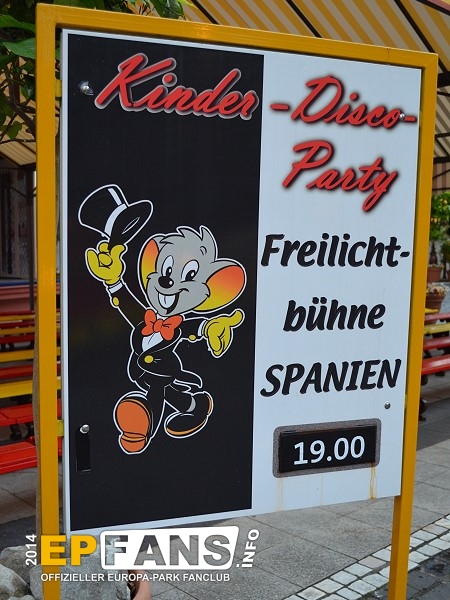 Kinder-Disco-
Party
Freilicht-
bühne
SPANIEN
19.00
2014 EPFANS.iNFO
OFFIZIELLER EUROPA-PARK FANCLUB